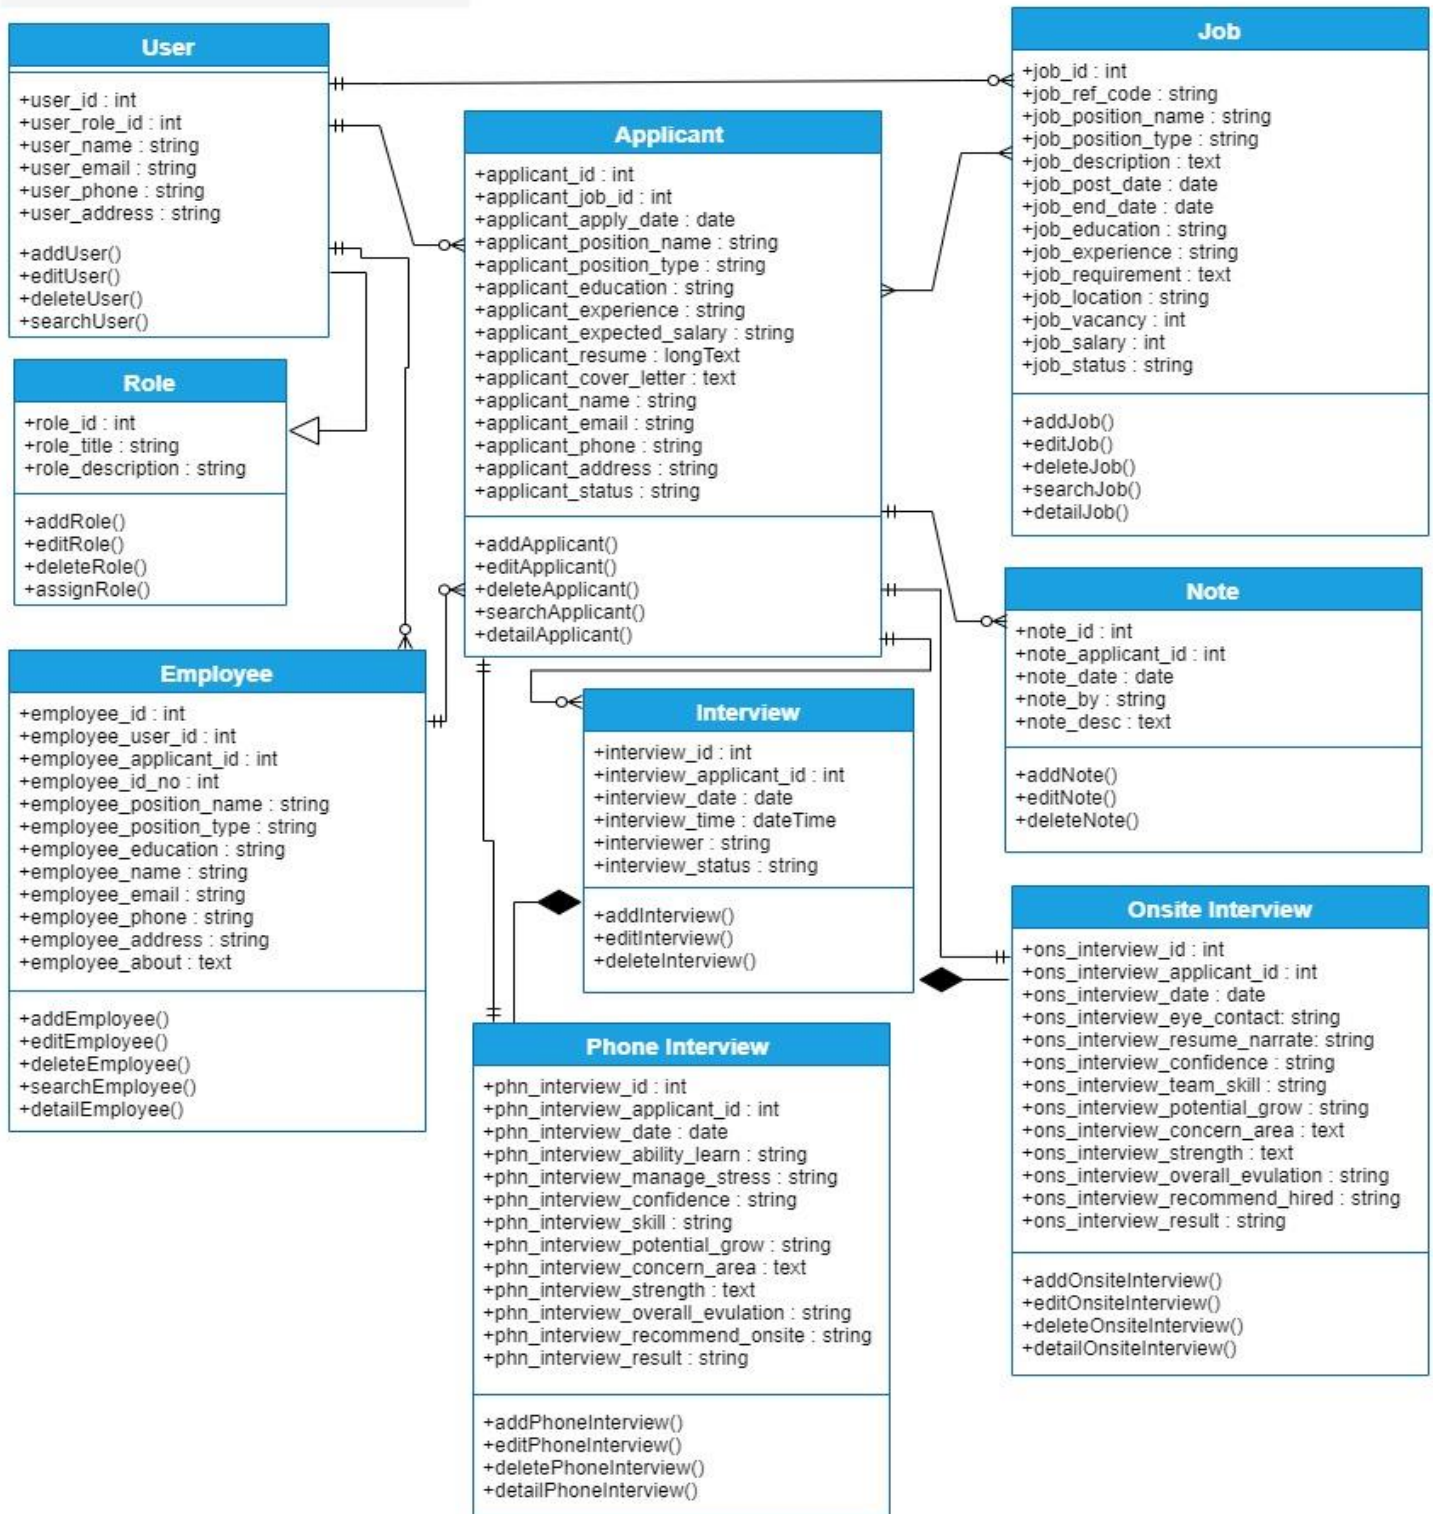 User
+user_id : int
+user_role_id : int
+user_name : string
+user_email : string
+user_phone : string
+user_address : string
+addUser()
+editUser()
+deleteUser()
+searchUser()
Role
+role_id : int
+role_title : string
+role_description : string
+addRole()
+editRole()
+deleteRole()
+assignRole()
Employee
+employee_id : int
+employee_user_id : int
+employee_applicant_id : int
+employee_id_no : int
+employee_position_name : string
+employee_position_type : string
+employee_education : string
+employee_name : string
+employee_email : string
+employee_phone : string
+employee_address : string
+employee_about : text
+addEmployee()
+editEmployee()
+deleteEmployee()
+searchEmployee()
+detailEmployee()
Applicant
+applicant_id : int
+applicant_job_id : int
+applicant_apply_date : date
+applicant_position_name : string
+applicant_position_type : string
+applicant_education : string
+applicant_experience : string
+applicant_expected_salary : string
+applicant_resume : longText
+applicant_cover_letter : text
+applicant_name : string
+applicant_email : string
+applicant_phone : string
+applicant_address : string
+applicant_status : string
+addApplicant()
+editApplicant()
+deleteApplicant()
+searchApplicant()
+detailApplicant()
Interview
+interview_id : int
+interview_applicant_id : int
+interview_date : date
+interview_time : dateTime
+interviewer : string
+interview_status : string
+addInterview()
+editInterview()
+deleteInterview()
Phone Interview
+phn_interview_id : int
+phn_interview_applicant_id : int
+phn_interview_date : date
+phn_interview_ability_learn : string
+phn_interview_manage_stress : string
+phn_interview_confidence : string
+phn_interview_skill : string
+phn_interview_potential_grow : string
+phn_interview_concern_area : text
+phn_interview_strength : text
+phn_interview_overall_evulation : string
+phn_interview_recommend_onsite : string
+phn_interview_result : string
+addPhoneInterview()
+editPhoneInterview()
+deletePhoneInterview()
+detailPhoneInterview()
Job
+job_id : int
+job_ref_code : string
+job_position_name : string
+job_position_type : string
+job_description : text
+job_post_date : date
+job_end_date : date
+job_education : string
+job_experience : string
+job_requirement : text
+job_location : string
+job_vacancy : int
+job_salary : int
+job_status : string
+addJob()
+editJob()
+deleteJob()
+searchJob()
+detailJob()
Note
+note_id : int
+note_applicant_id : int
+note_date : date
+note_by : string
+note_desc : text
+addNote()
+editNote()
+deleteNote()
Onsite Interview
+ons_interview_id : int
+ons_interview_applicant_id : int
+ons_interview_date : date
+ons_interview_eye_contact: string
+ons_interview_resume_narrate: string
+ons_interview_confidence : string
+ons_interview_team_skill : string
+ons_interview_potential_grow : string
+ons_interview_concern_area : text
+ons_interview_strength : text
+ons_interview_overall_evulation : string
+ons_interview_recommend_hired : string
+ons_interview_result : string
+addOnsiteInterview()
+editOnsiteInterview()
+deleteOnsiteInterview()
+detailOnsiteInterview()